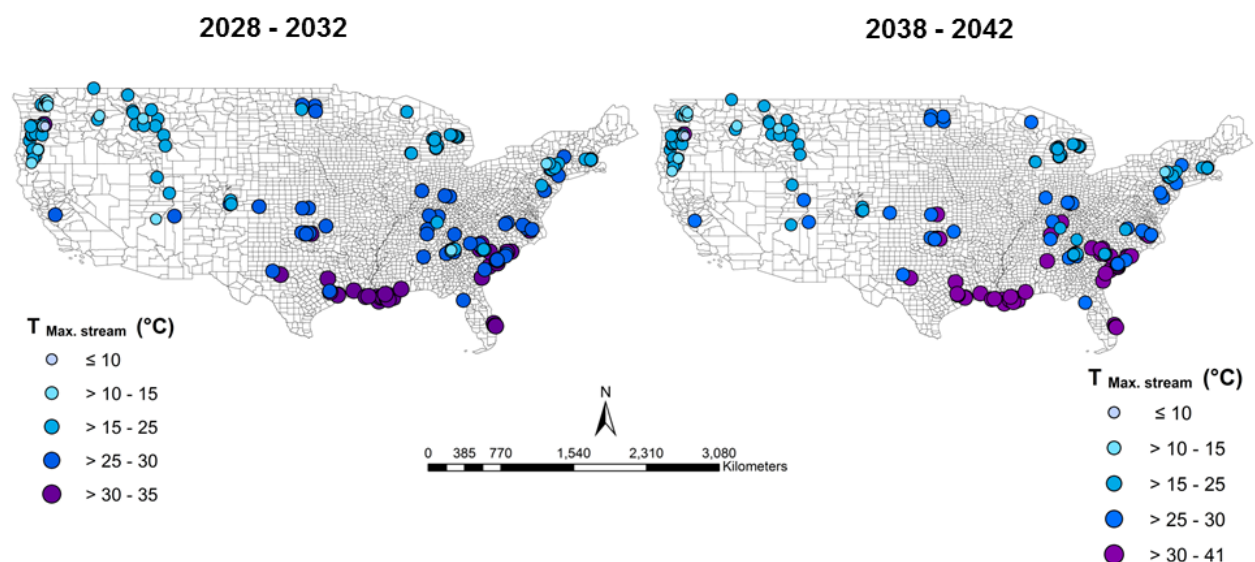 2028 - 2032
2038 - 2042
T Max. stream (°C)
≤ 10
> 10 - 15
> 15 - 25
> 25 - 30
> 30 - 35
N
0 385 770 1,540 2,310 3,080
Kilometers
T Max. stream (°C)
≤ 10
> 10 - 15
> 15 - 25
> 25 - 30
> 30 - 41